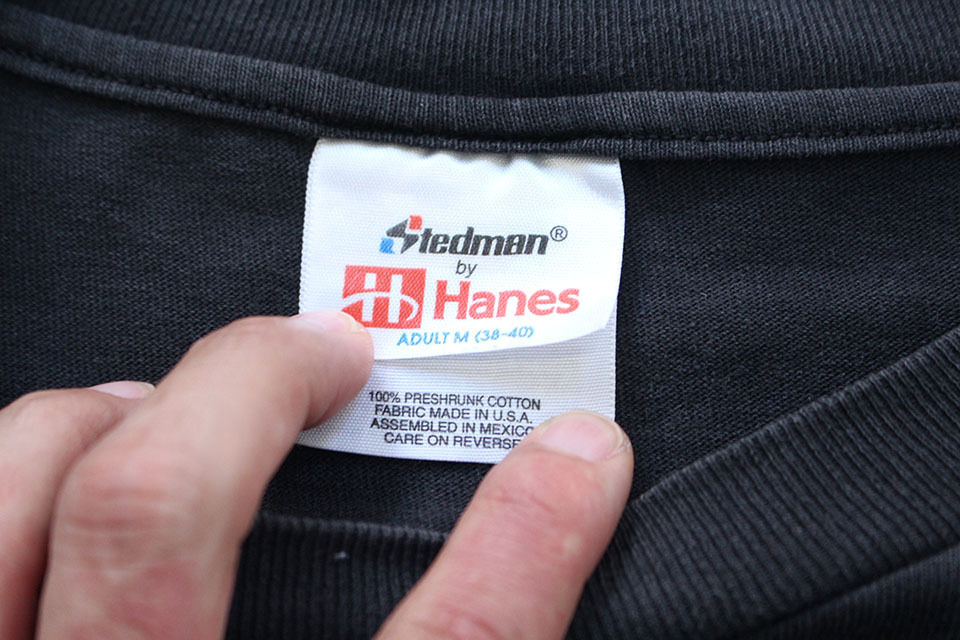 Stedman®
by
H Hanes
ADULT M (38-40)
100% PRESHRUNK COTTON
FABRIC MADE IN U.S.A.
ASSEMBLED IN MEXICO
CARE ON REVERSE